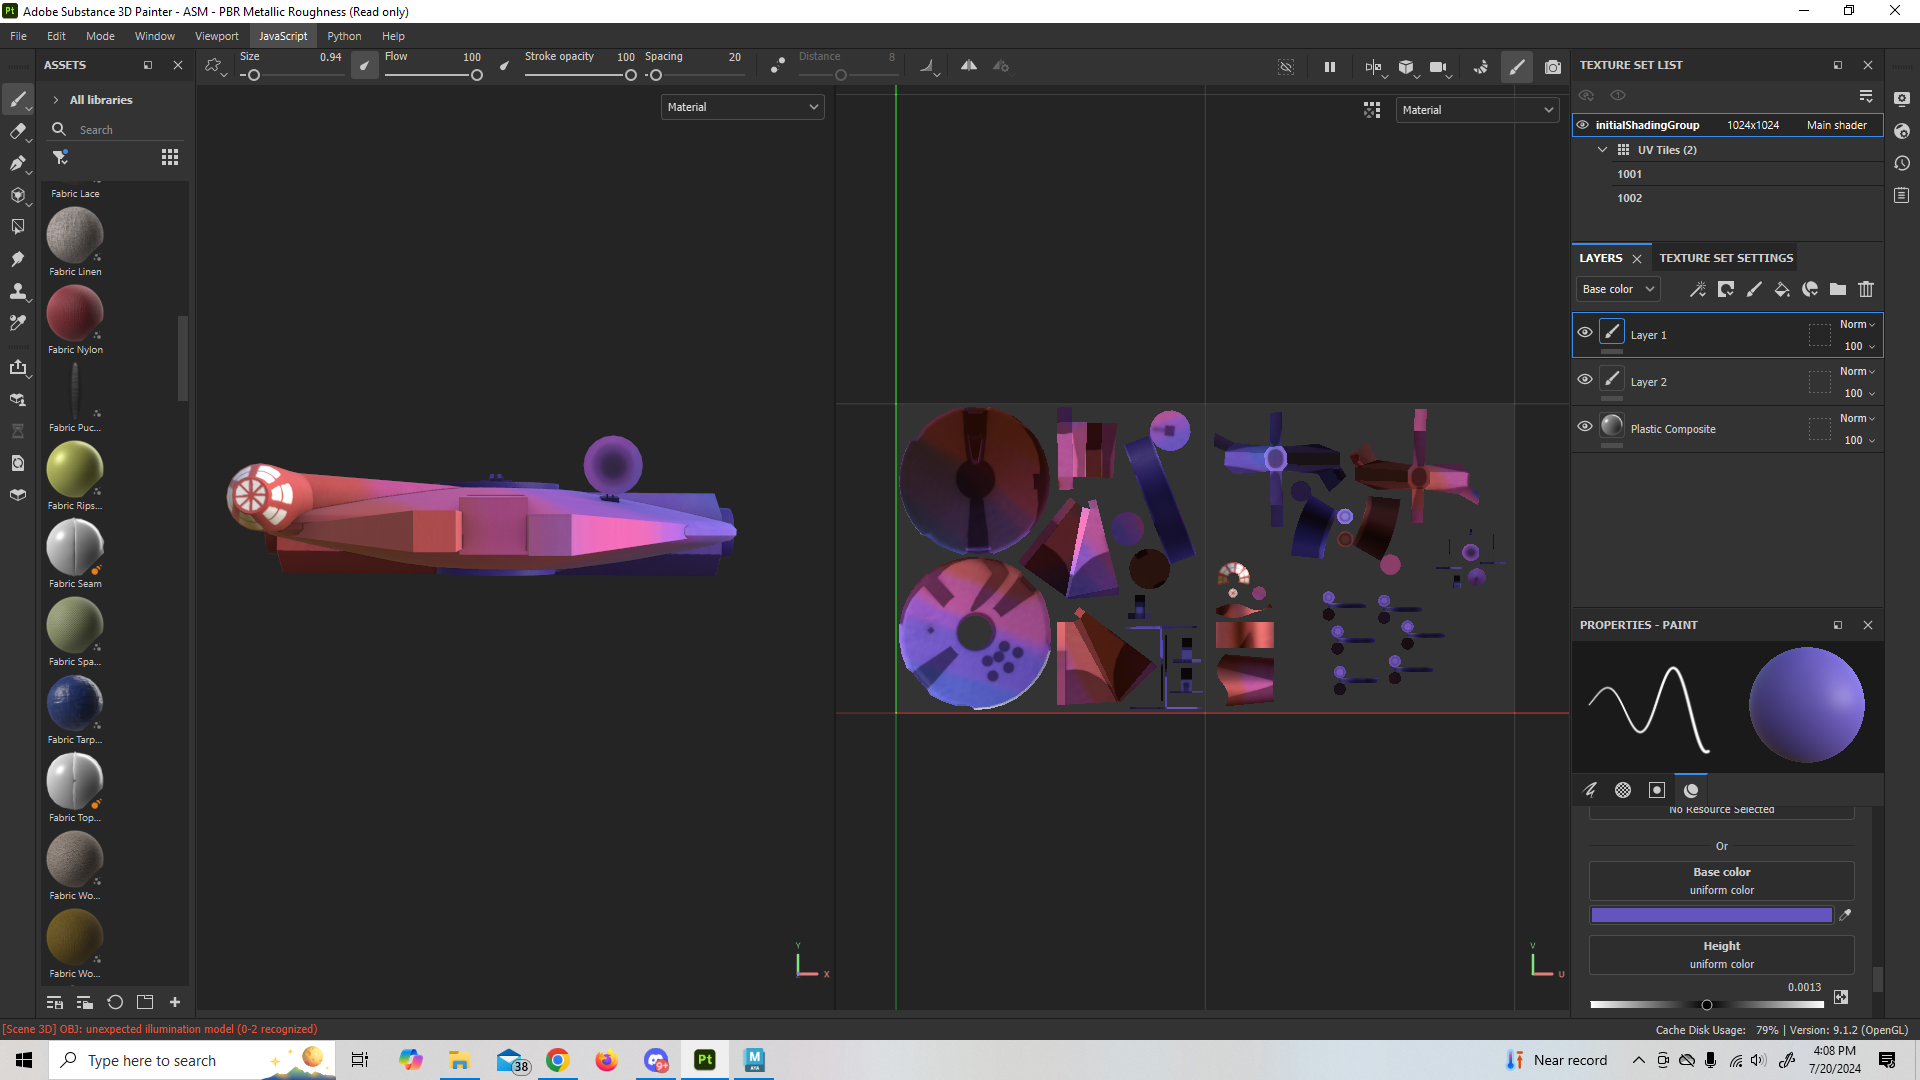 Pt Adobe Substance 3D Painter - ASM - PBR Metallic Roughness (Read only)
File Edit Mode Window Viewport JavaScript Python Help
Size 0.94 Flow 100 Stroke opacity 100 Spacing 20 Distance 8
ASSETS
All libraries
Search
Fabric Lace
Fabric Linen
Fabric Nylon
Fabric Puc...
Fabric Rips...
Fabric Seam
Fabric Spa...
Fabric Tarp...
Fabric Top...
Fabric Wo...
Fabric Wo...
Material
Y
X
Material
V
U
TEXTURE SET LIST
initialShadingGroup 1024x1024 Main shader
UV Tiles (2)
1001
1002
LAYERS TEXTURE SET SETTINGS
Base color
Layer 1 Norm 100
Layer 2 Norm 100
Plastic Composite Norm 100
PROPERTIES - PAINT
No Resource Selected
Or
Base color
uniform color
Height
uniform color
0.0013
[Scene 3D] OBJ: unexpected illumination model (0-2 recognized)
Cache Disk Usage: 79% | Version: 9.1.2 (OpenGL)
Type here to search
38
9+
Pt
M
Near record
4:08 PM
7/20/2024